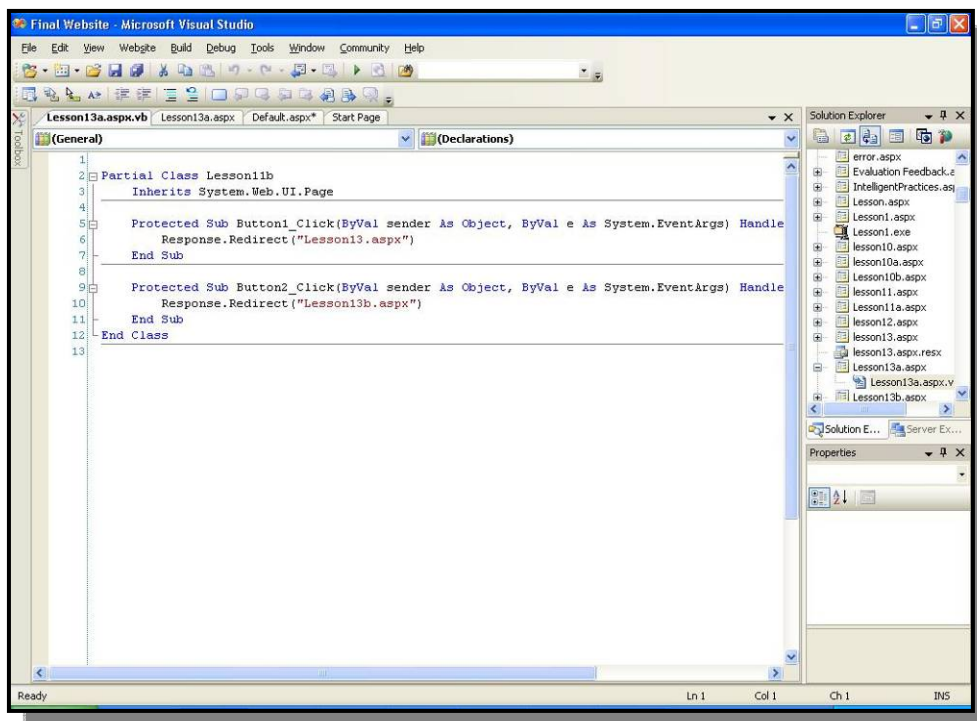 Final Website - Microsoft Visual Studio
File Edit View Website Build Debug Tools Window Community Help
Toolbox
Lesson13a.aspx.vb Lesson13a.aspx Default.aspx* Start Page
(General) (Declarations)
1
2 Partial Class Lesson11b
3 Inherits System.Web.UI.Page
4
5 Protected Sub Button1_Click(ByVal sender As Object, ByVal e As System.EventArgs) Handle
6 Response.Redirect("Lesson13.aspx")
7 End Sub
8
9 Protected Sub Button2_Click(ByVal sender As Object, ByVal e As System.EventArgs) Handle
10 Response.Redirect("Lesson13b.aspx")
11 End Sub
12 End Class
13
Solution Explorer
error.aspx
Evaluation Feedback.a
IntelligentPractices.asp
Lesson.aspx
Lesson1.aspx
Lesson1.exe
lesson10.aspx
lesson10a.aspx
Lesson10b.aspx
lesson11.aspx
Lesson11a.aspx
lesson12.aspx
lesson13.aspx
lesson13.aspx.resx
Lesson13a.aspx
Lesson13a.aspx.v
Lesson13b.aspx
Solution E... Server Ex...
Properties
Ready Ln 1 Col 1 Ch 1 INS